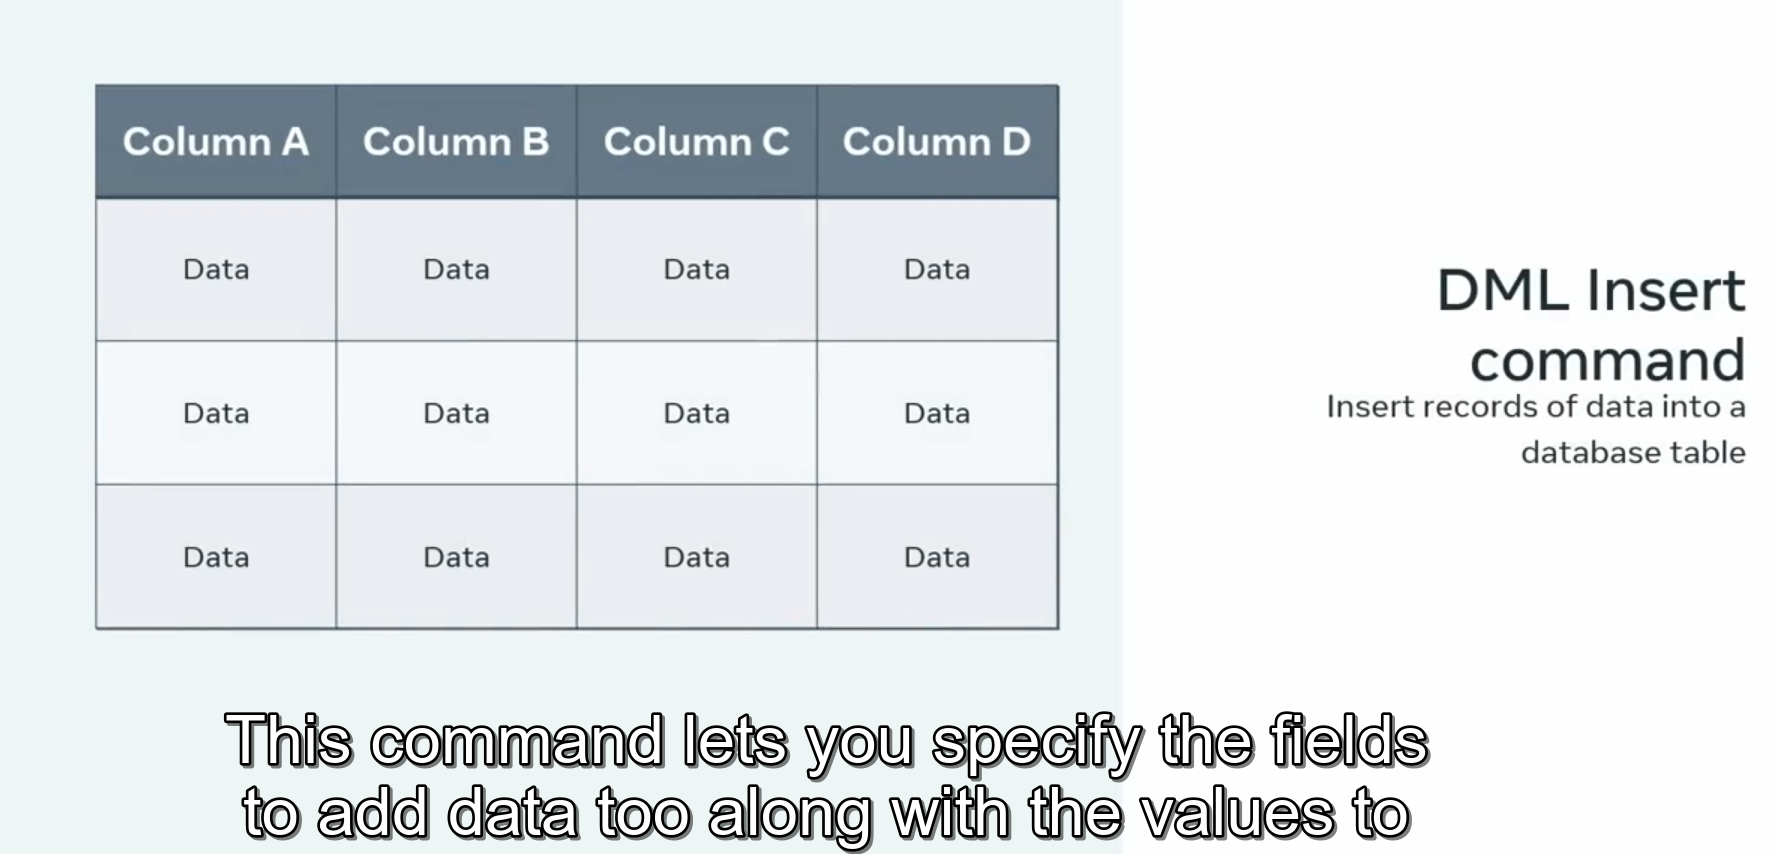 Column A Column B Column C Column D
Data Data Data Data
Data Data Data Data
Data Data Data Data
DML Insert
command
Insert records of data into a
database table
This command lets you specify the fields
to add data too along with the values to